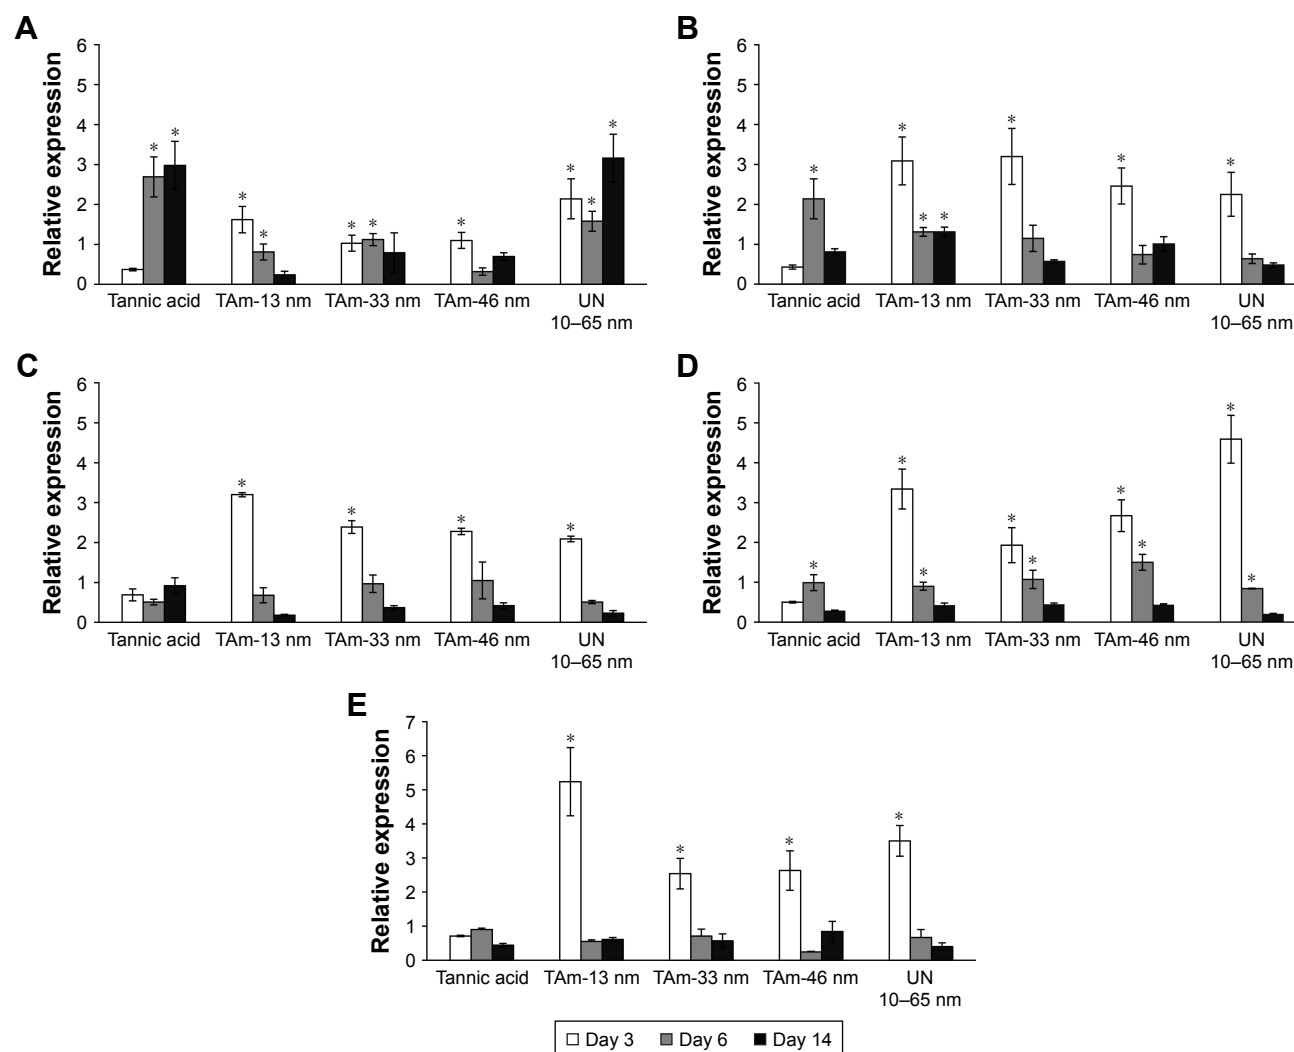 A
Relative expression
6
5
4
3
2
1
0
* * * * * * * * * *
Tannic acid TAm-13 nm TAm-33 nm TAm-46 nm UN
10–65 nm
B
Relative expression
6
5
4
3
2
1
0
* * * * * * *
Tannic acid TAm-13 nm TAm-33 nm TAm-46 nm UN
10–65 nm
C
Relative expression
6
5
4
3
2
1
0
* * * *
Tannic acid TAm-13 nm TAm-33 nm TAm-46 nm UN
10–65 nm
D
Relative expression
6
5
4
3
2
1
0
* * * * * * * * *
Tannic acid TAm-13 nm TAm-33 nm TAm-46 nm UN
10–65 nm
E
Relative expression
7
6
5
4
3
2
1
0
* * * *
Tannic acid TAm-13 nm TAm-33 nm TAm-46 nm UN
10–65 nm
Day 3 Day 6 Day 14